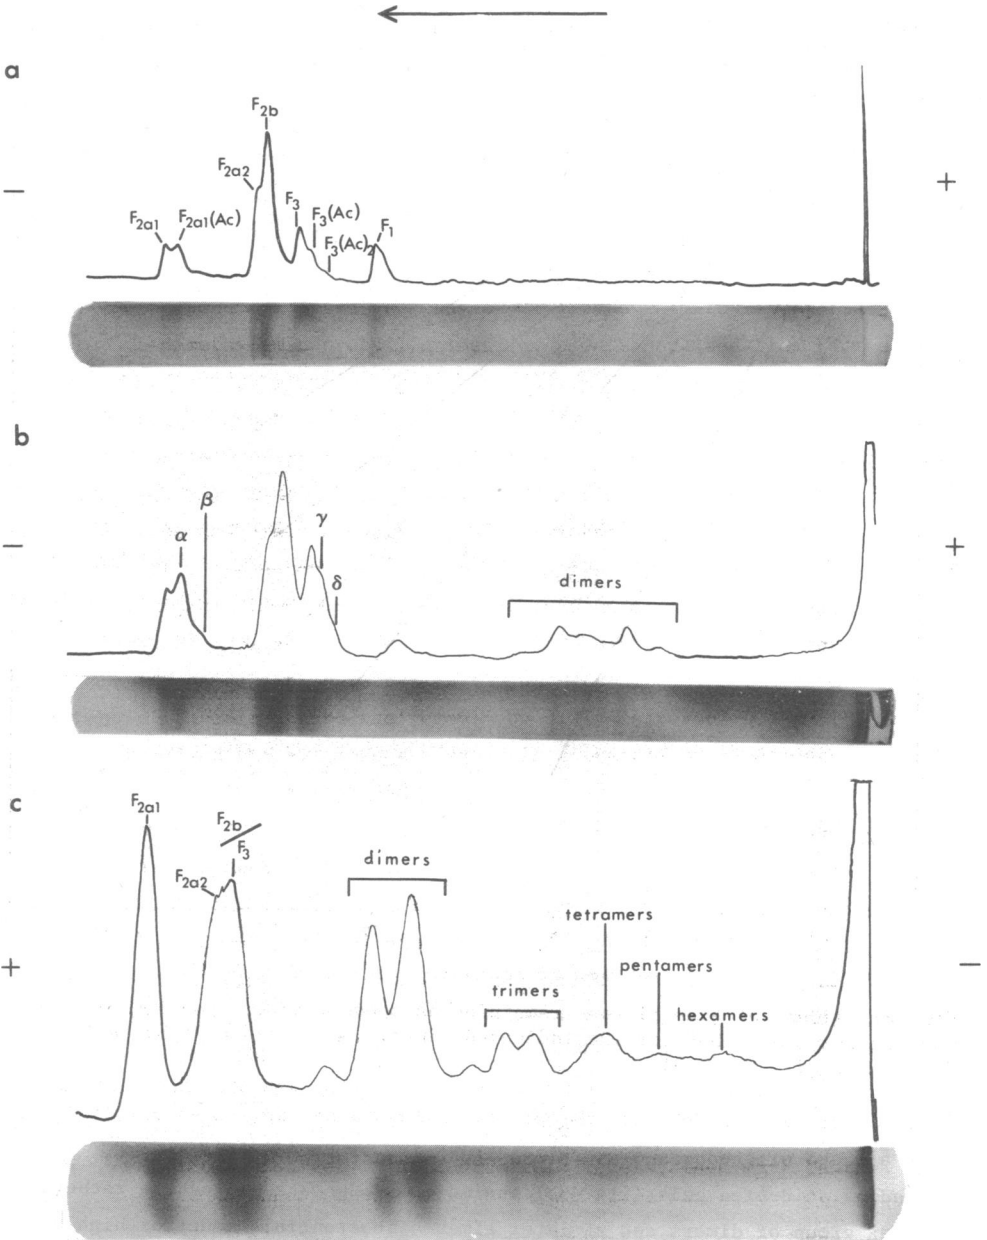 a
F2b
F2a2
F2a1
F2a1(Ac)
F3
F3(Ac)
F3(Ac)2
F1
−
+
b
β
α
γ
δ
dimers
−
+
c
F2a1
F2b
F3
F2a2
dimers
tetramers
pentamers
trimers
hexamers
+
−